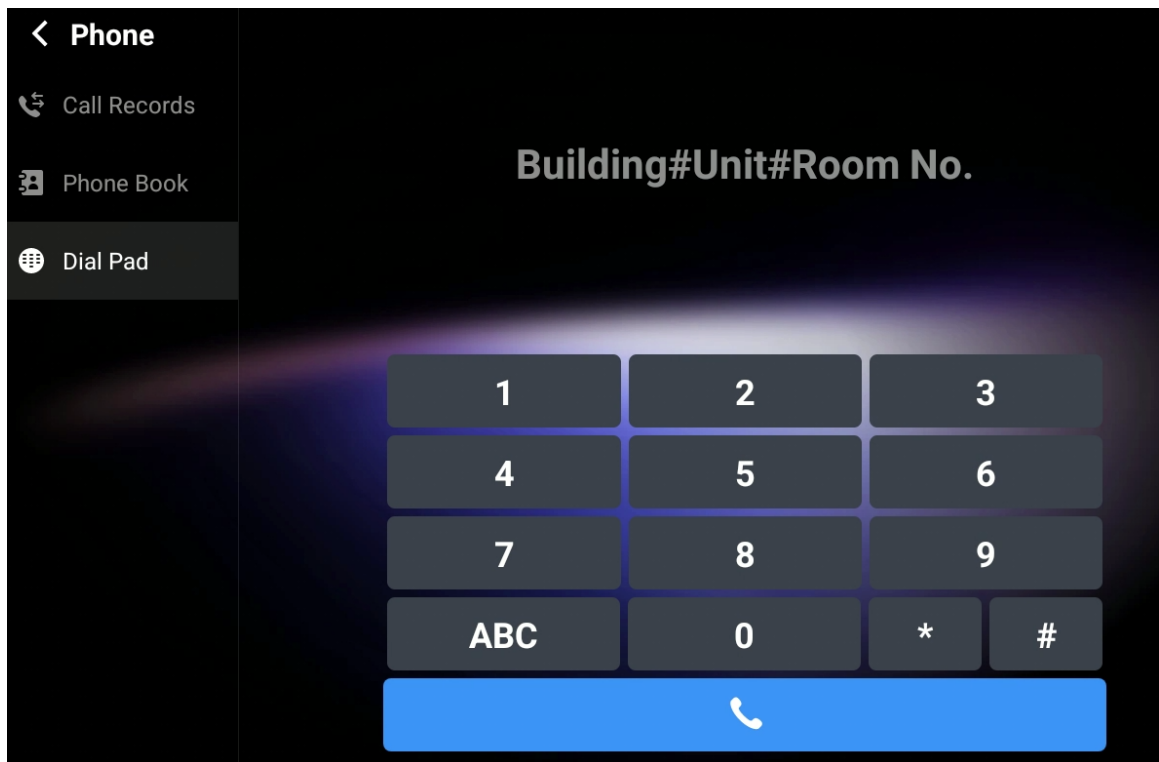 Phone
Call Records
Phone Book
Dial Pad
Building#Unit#Room No.
1 2 3
4 5 6
7 8 9
ABC 0 * #